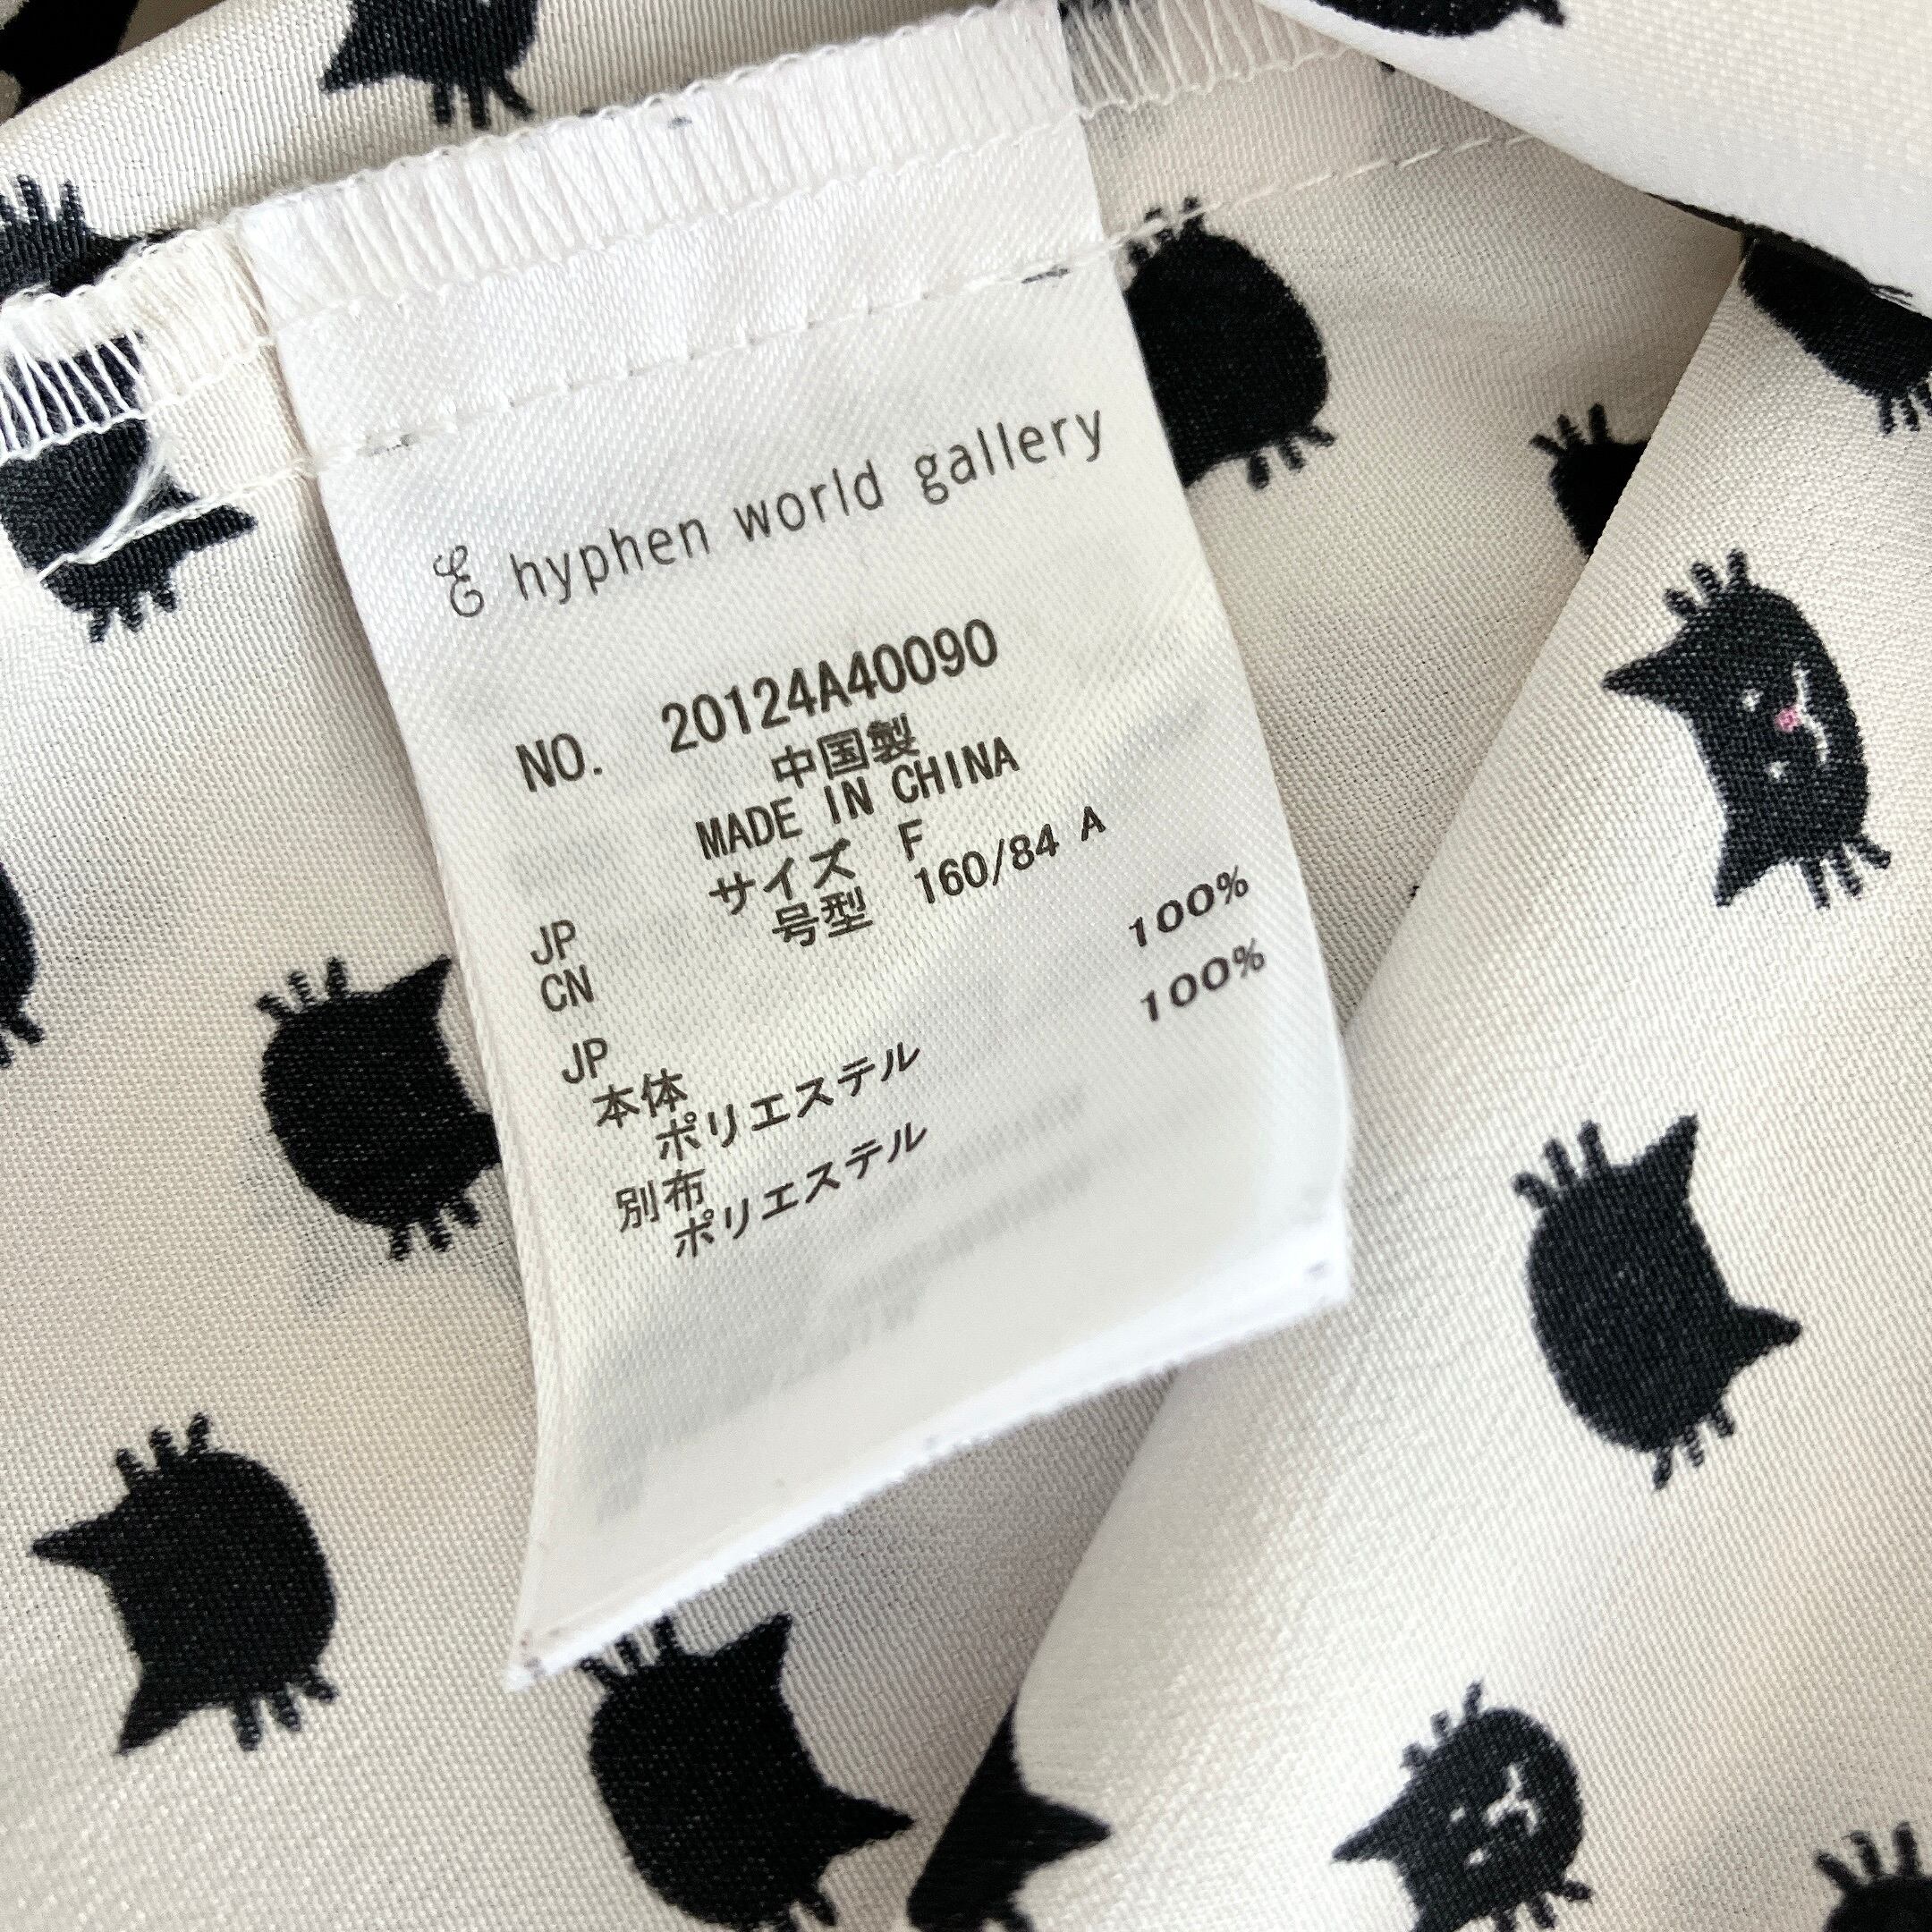 hyphen world gallery
NO. 20124A40090
中国製
MADE IN CHINA
JP サイズ F
CN 号型 160/84 A
JP
本体
ポリエステル 100%
別布
ポリエステル 100%